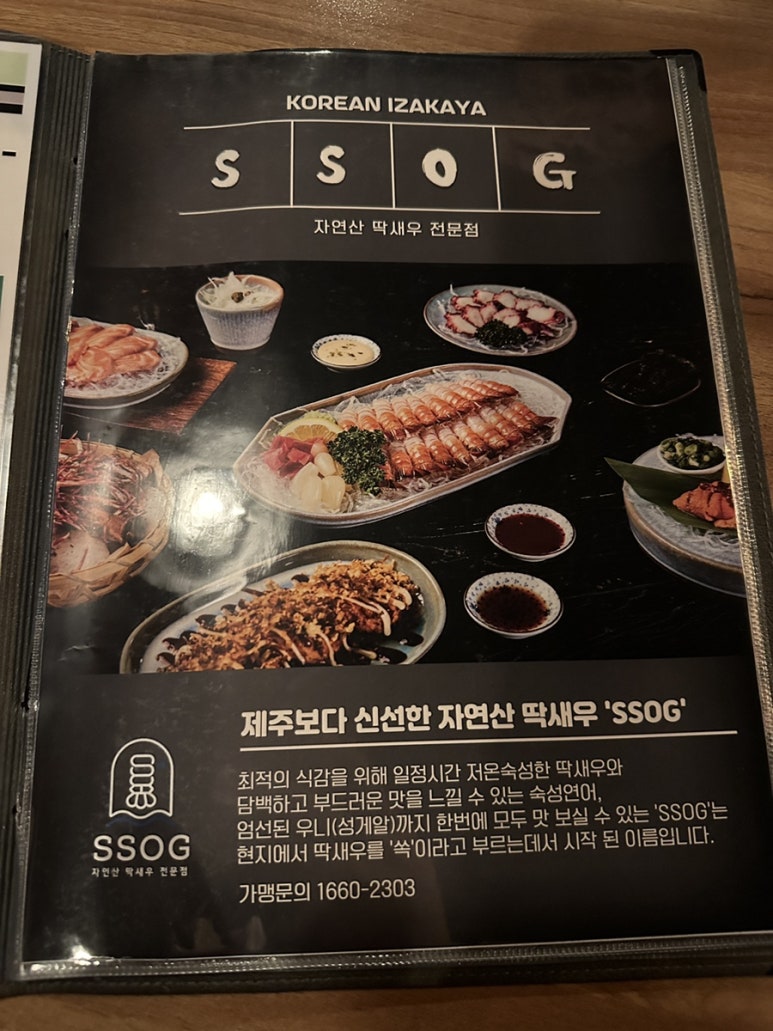 KOREAN IZAKAYA
SSOG
자연산 딱새우 전문점
제주보다 신선한 자연산 딱새우 'SSOG'
최적의 식감을 위해 일정시간 저온숙성한 딱새우와
담백하고 부드러운 맛을 느낄 수 있는 숙성연어,
엄선된 우니(성게알)까지 한번에 모두 맛 보실 수 있는 'SSOG'는
현지에서 딱새우를 '쏙'이라고 부르는데서 시작 된 이름입니다.
가맹문의 1660-2303
SSOG
자연산 딱새우 전문점